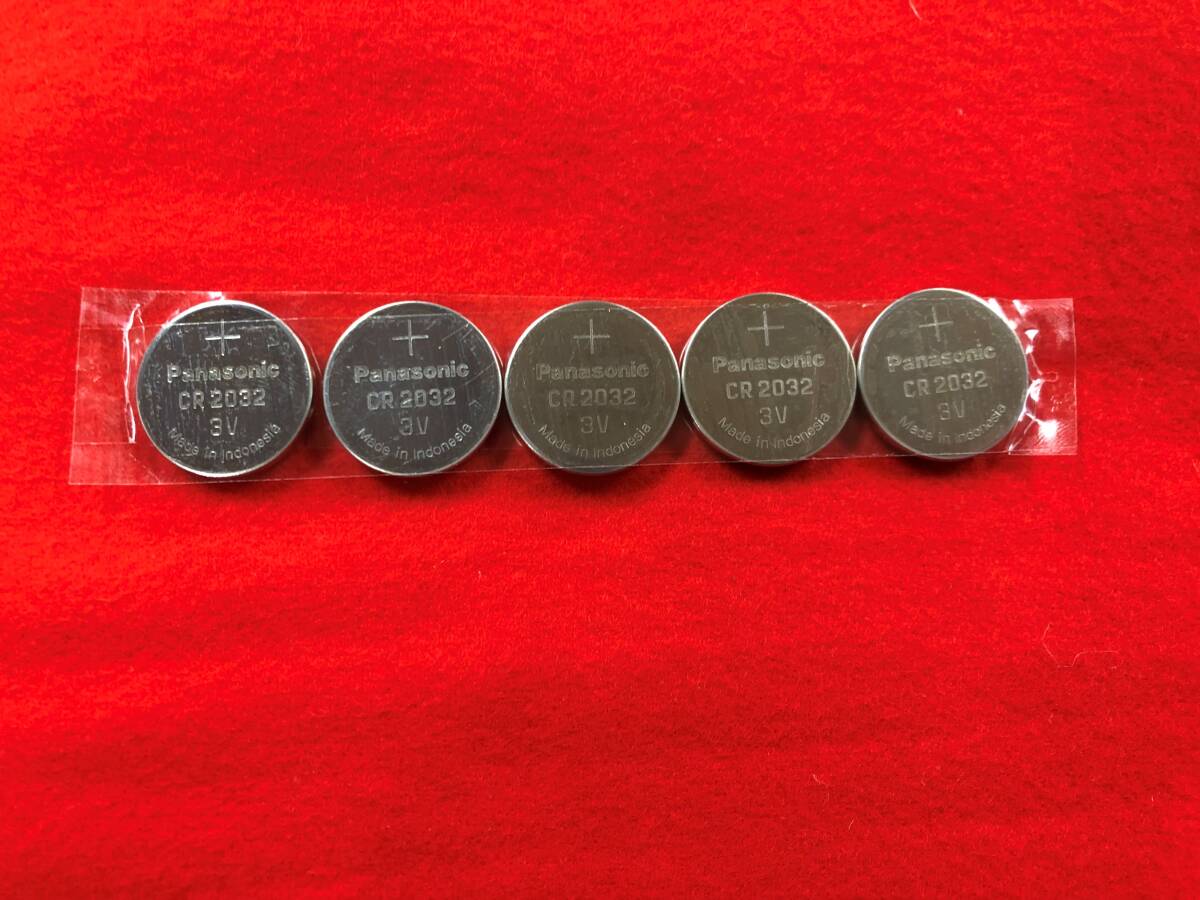 +
Panasonic
CR 2032
3V
Made in Indonesia
+
Panasonic
CR 2032
3V
Made in Indonesia
+
Panasonic
CR 2032
3V
Made in Indonesia
+
Panasonic
CR 2032
3V
Made in Indonesia
+
Panasonic
CR 2032
3V
Made in Indonesia